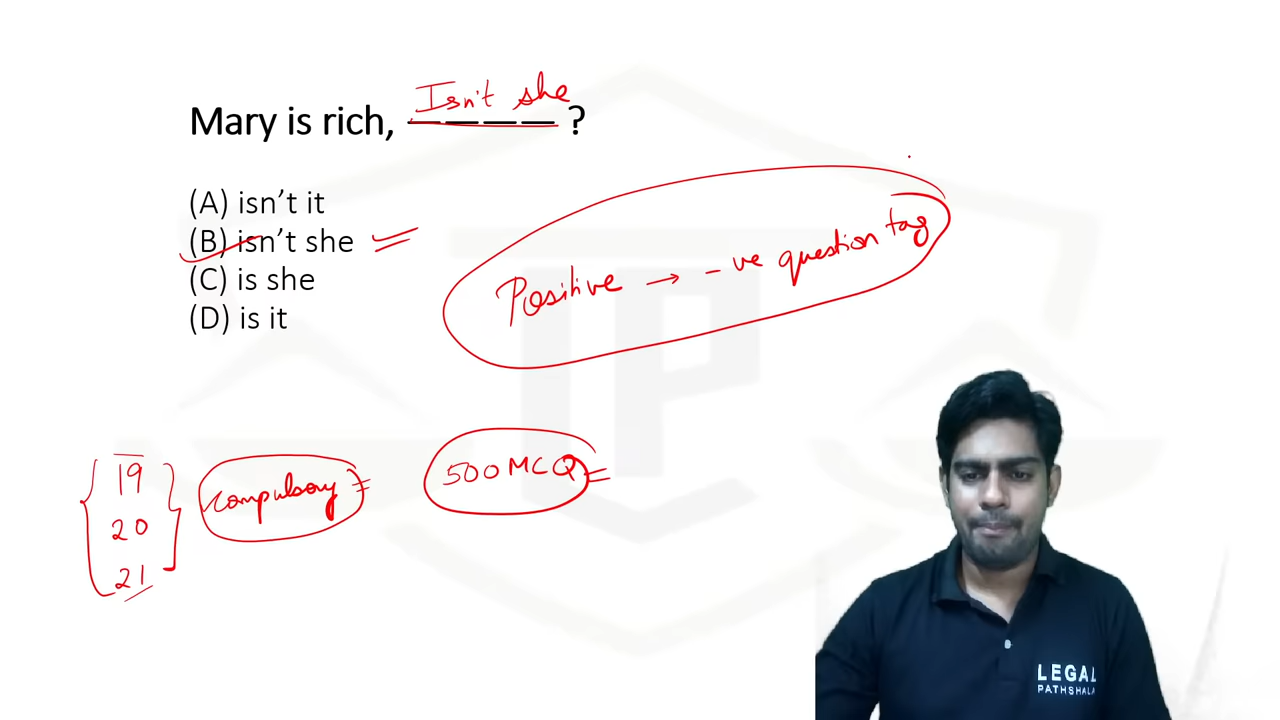 Isn't she
Mary is rich, ____ ?
(A) isn't it
(B) isn't she
(C) is she
(D) is it
Positive → -ve question tag
19
20
21
compulsory
500 MCQ
LEGAL
PATHSHALA